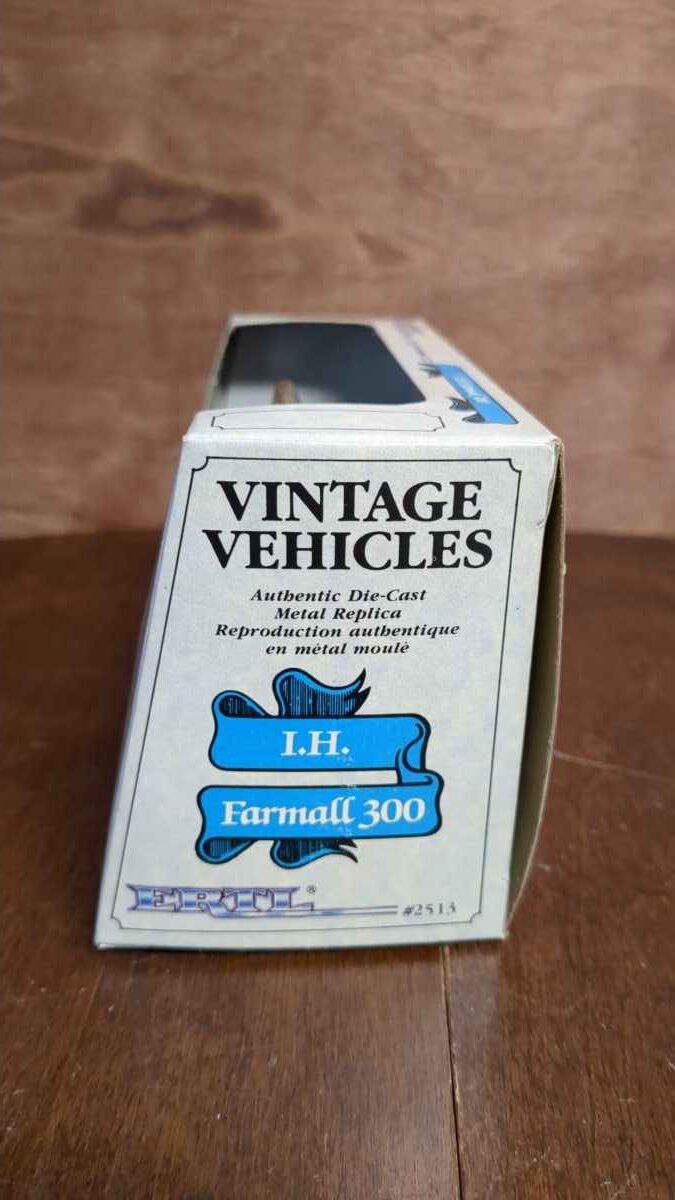 VINTAGE
VEHICLES
Authentic Die-Cast
Metal Replica
Reproduction authentique
en métal moulé
I.H.
Farmall 300
ERTL®
#2513